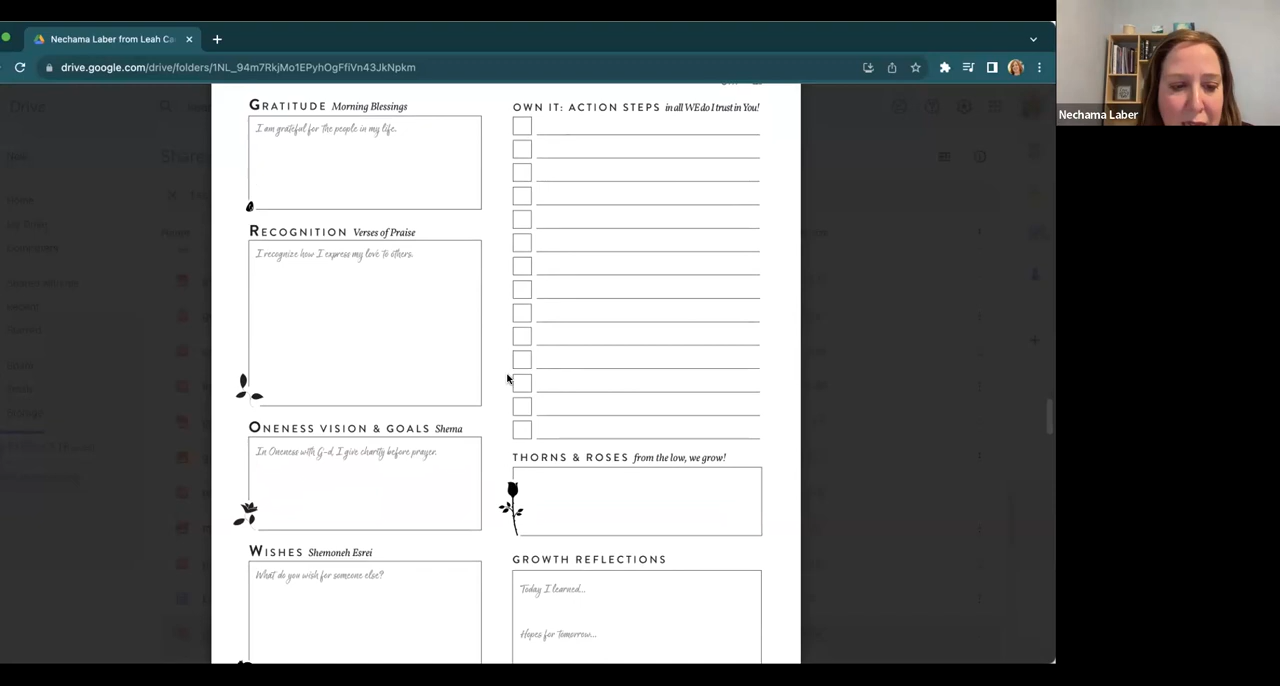 Nechama Laber from Leah Ca
drive.google.com/drive/folders/1NL_94m7RkjMo1EPyhOgFfiVn43JkNpkm
Nechama Laber
Drive
GRATITUDE Morning Blessings
I am grateful for the people in my life.
RECOGNITION Verses of Praise
I recognize how I express my love to others.
ONENESS VISION & GOALS Shema
In Oneness with G-d, I give charity before prayer.
WISHES Shemoneh Esrei
What do you wish for someone else?
OWN IT: ACTION STEPS in all WE do I trust in You!
THORNS & ROSES from the low, we grow!
GROWTH REFLECTIONS
Today I learned...
Hopes for Tomorrow...